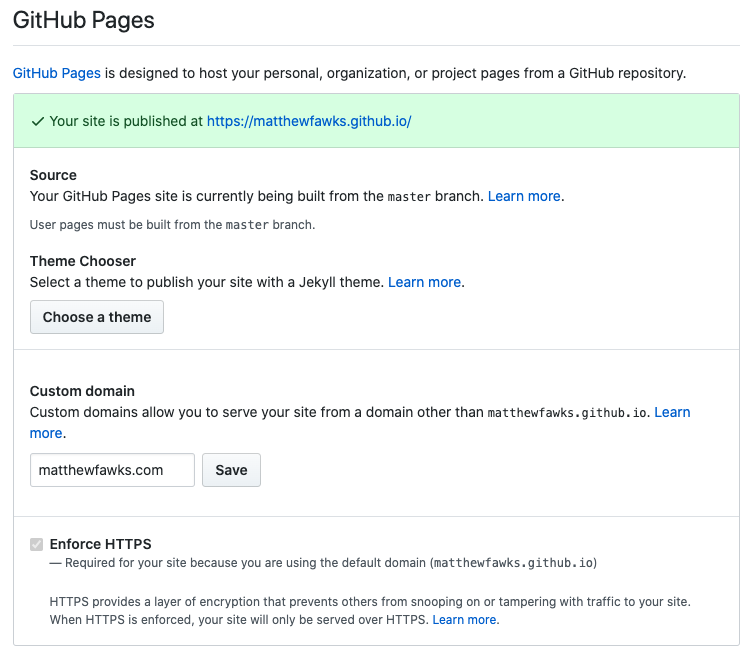 GitHub Pages
GitHub Pages is designed to host your personal, organization, or project pages from a GitHub repository.
✓ Your site is published at https://matthewfawks.github.io/
Source
Your GitHub Pages site is currently being built from the master branch. Learn more.
User pages must be built from the master branch.
Theme Chooser
Select a theme to publish your site with a Jekyll theme. Learn more.
Choose a theme
Custom domain
Custom domains allow you to serve your site from a domain other than matthewfawks.github.io. Learn
more.
matthewfawks.com Save
Enforce HTTPS
— Required for your site because you are using the default domain (matthewfawks.github.io)
HTTPS provides a layer of encryption that prevents others from snooping on or tampering with traffic to your site.
When HTTPS is enforced, your site will only be served over HTTPS. Learn more.